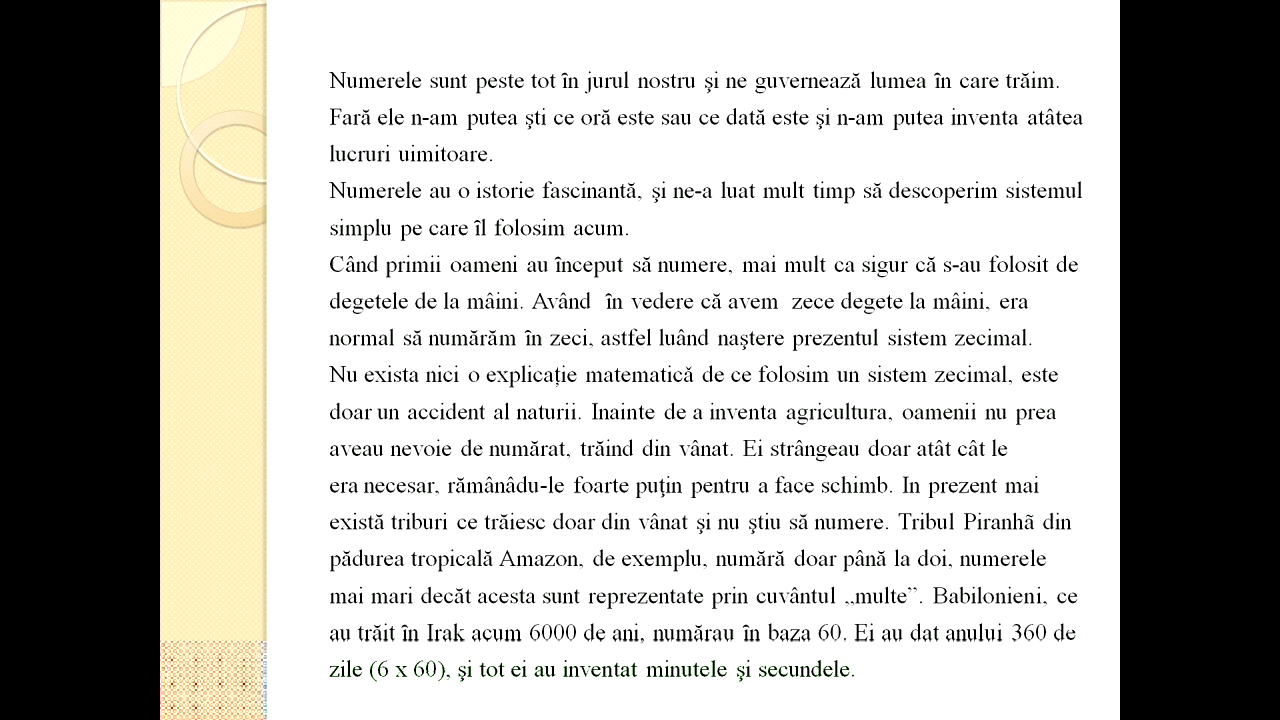 Numerele sunt peste tot în jurul nostru şi ne guvernează lumea în care trăim.
Fară ele n-am putea şti ce oră este sau ce dată este şi n-am putea inventa atâtea
lucruri uimitoare.
Numerele au o istorie fascinantă, şi ne-a luat mult timp să descoperim sistemul
simplu pe care îl folosim acum.
Când primii oameni au început să numere, mai mult ca sigur că s-au folosit de
degetele de la mâini. Având  în vedere că avem  zece degete la mâini, era
normal să numărăm în zeci, astfel luând naştere prezentul sistem zecimal.
Nu exista nici o explicație matematică de ce folosim un sistem zecimal, este
doar un accident al naturii. Inainte de a inventa agricultura, oamenii nu prea
aveau nevoie de numărat, trăind din vânat. Ei strângeau doar atât cât le
era necesar, rămânâdu-le foarte puţin pentru a face schimb. In prezent mai
există triburi ce trăiesc doar din vânat şi nu ştiu să numere. Tribul Piranhã din
pădurea tropicală Amazon, de exemplu, numără doar până la doi, numerele
mai mari decăt acesta sunt reprezentate prin cuvântul „multe”. Babilonieni, ce
au trăit în Irak acum 6000 de ani, numărau în baza 60. Ei au dat anului 360 de
zile (6 x 60), şi tot ei au inventat minutele şi secundele.